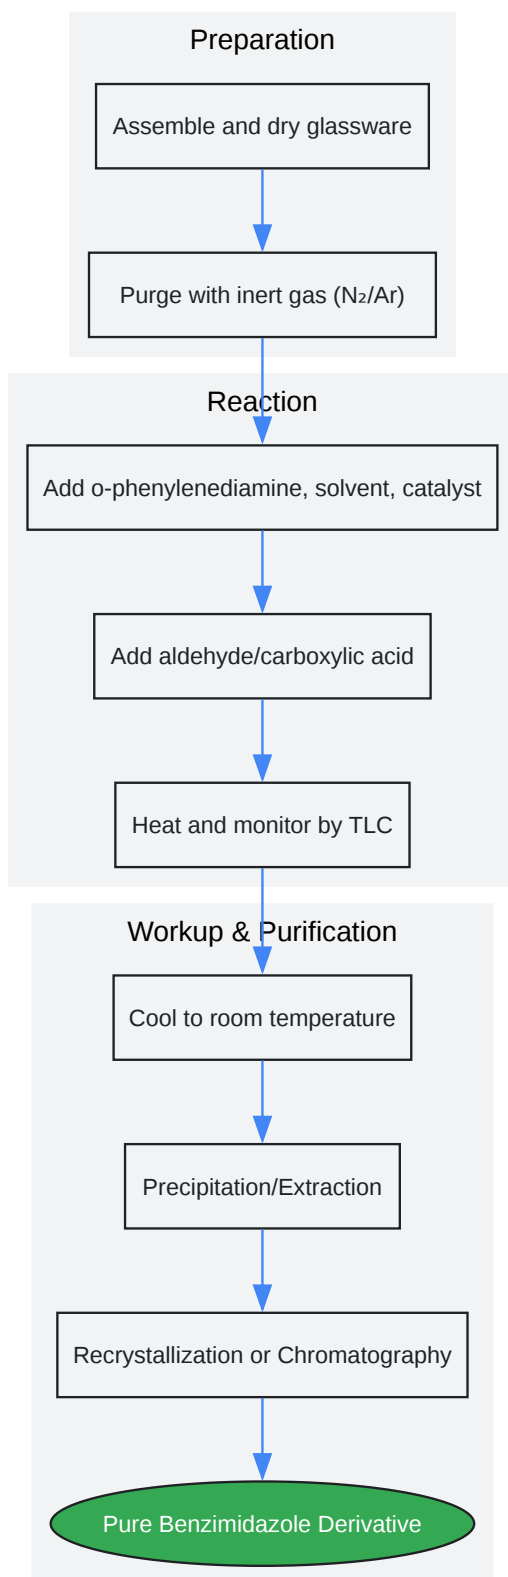 Preparation
Assemble and dry glassware
Purge with inert gas (N₂/Ar)
Reaction
Add o-phenylenediamine, solvent, catalyst
Add aldehyde/carboxylic acid
Heat and monitor by TLC
Workup & Purification
Cool to room temperature
Precipitation/Extraction
Recrystallization or Chromatography
Pure Benzimidazole Derivative